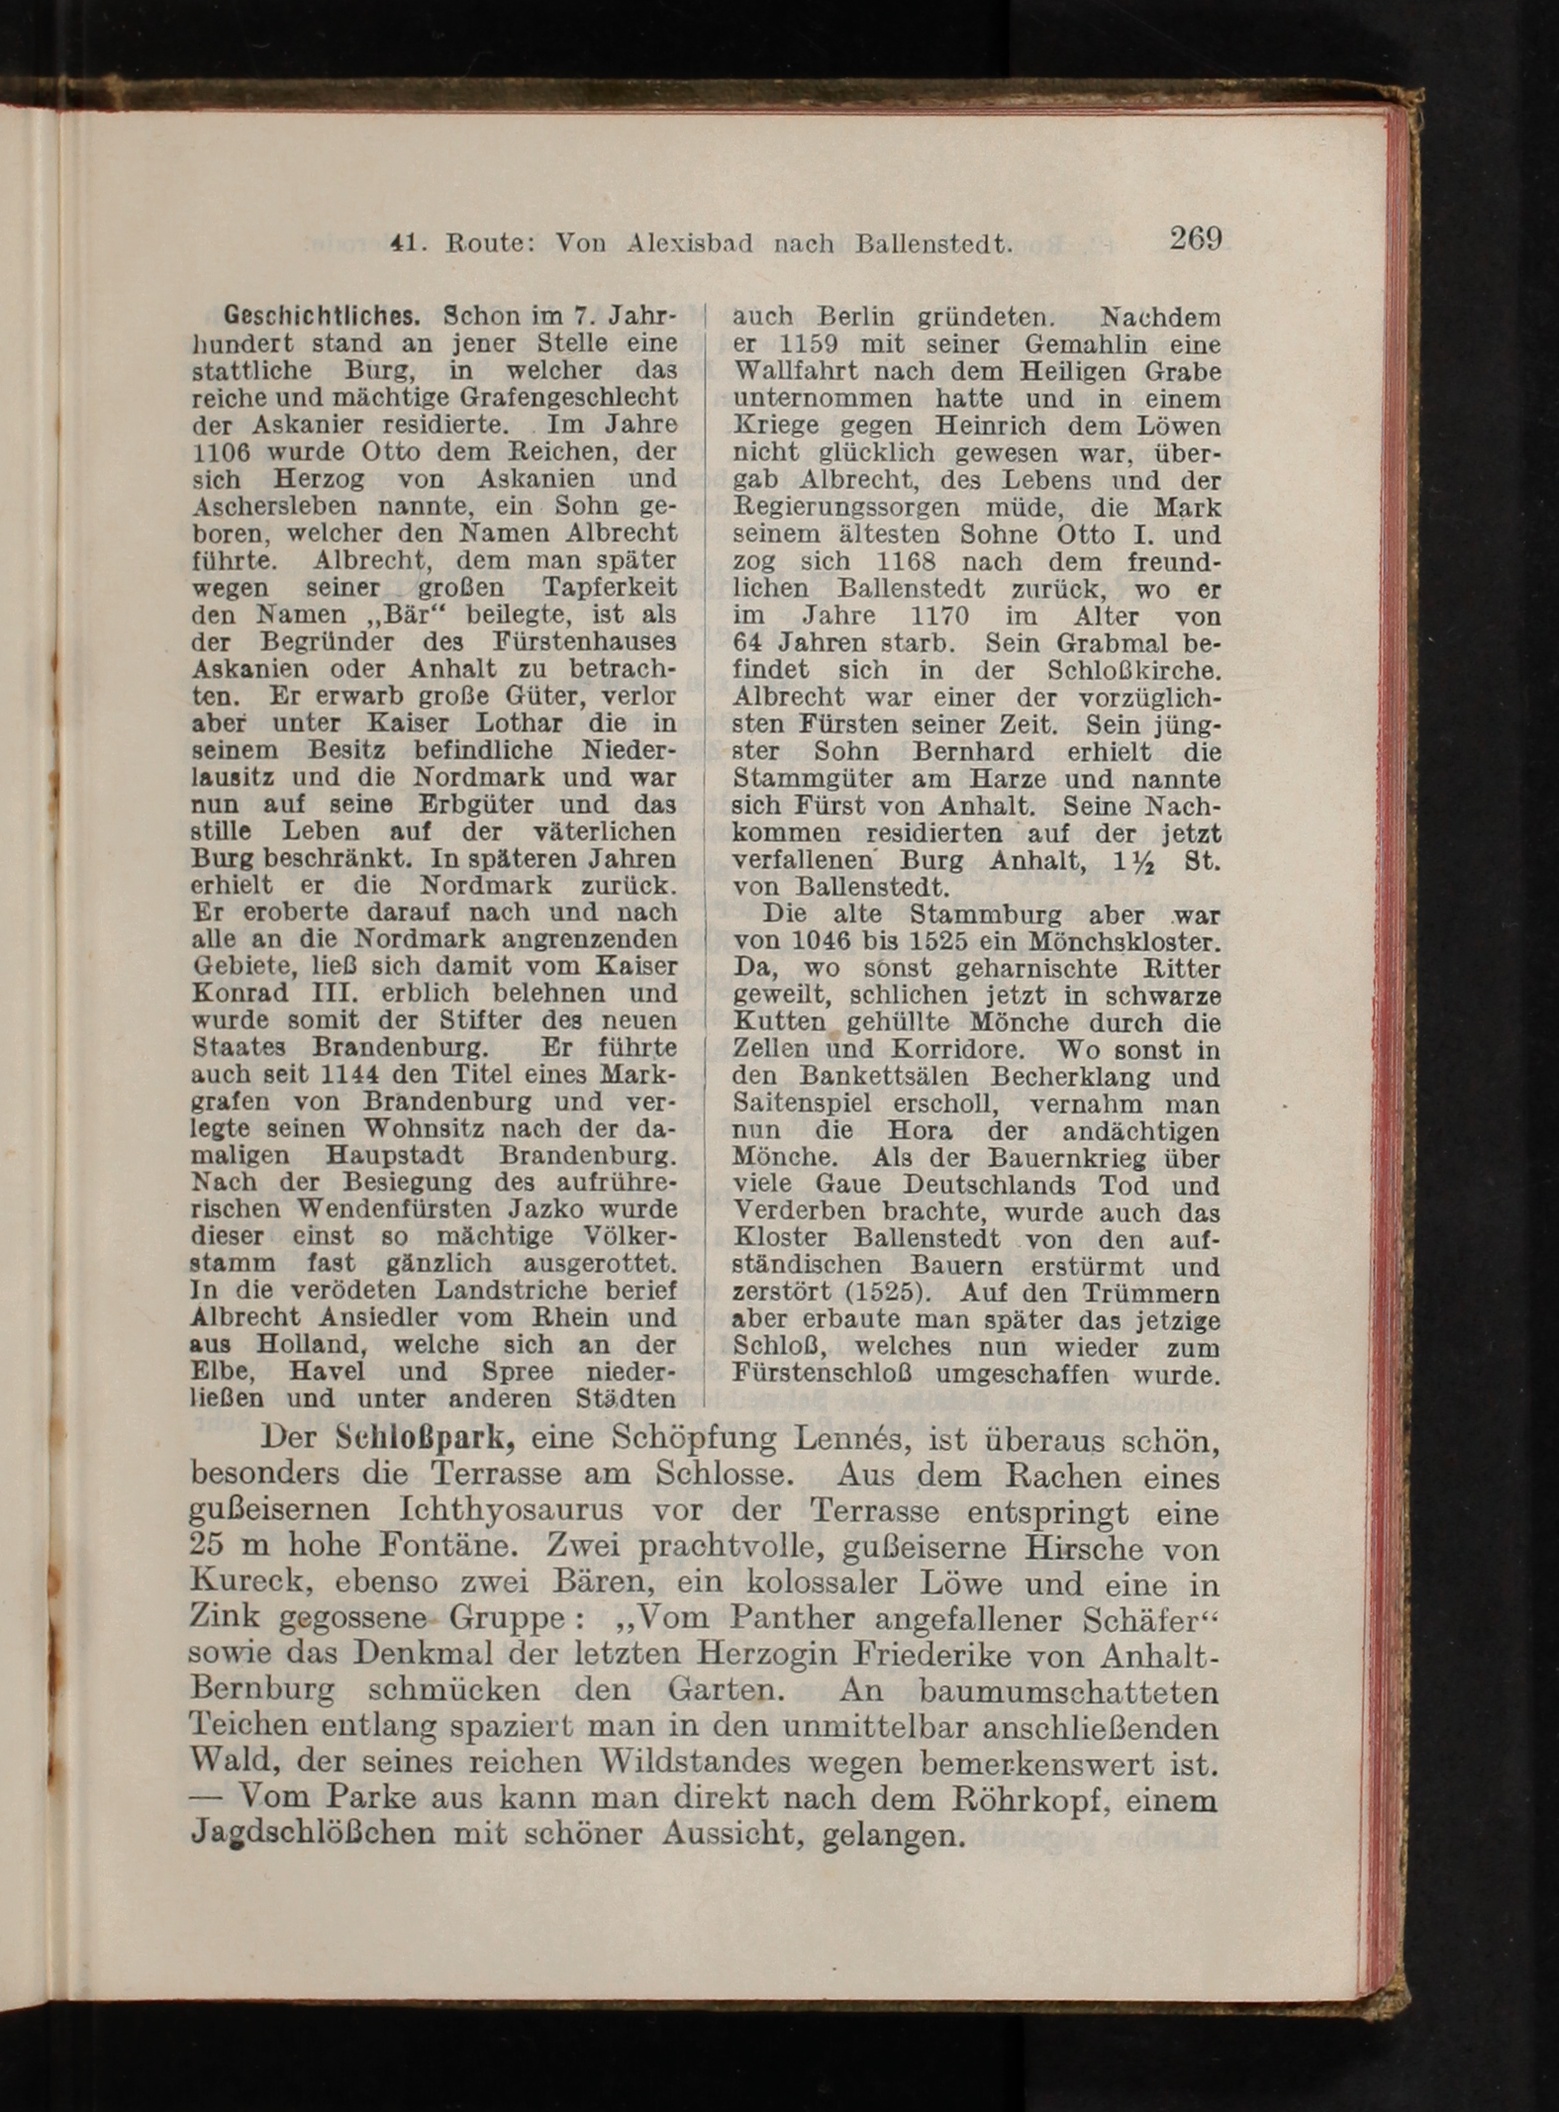 41. Route: Von Alexisbad nach Ballenstedt. 269
Geschichtliches. Schon im 7. Jahr-
hundert stand an jener Stelle eine
stattliche Burg, in welcher das
reiche und mächtige Grafengeschlecht
der Askanier residierte. Im Jahre
1106 wurde Otto dem Reichen, der
sich Herzog von Askanien und
Aschersleben nannte, ein Sohn ge-
boren, welcher den Namen Albrecht
führte. Albrecht, dem man später
wegen seiner großen Tapferkeit
den Namen „Bär“ beilegte, ist als
der Begründer des Fürstenhauses
Askanien oder Anhalt zu betrach-
ten. Er erwarb große Güter, verlor
aber unter Kaiser Lothar die in
seinem Besitz befindliche Nieder-
lausitz und die Nordmark und war
nun auf seine Erbgüter und das
stille Leben auf der väterlichen
Burg beschränkt. In späteren Jahren
erhielt er die Nordmark zurück.
Er eroberte darauf nach und nach
alle an die Nordmark angrenzenden
Gebiete, ließ sich damit vom Kaiser
Konrad III. erblich belehnen und
wurde somit der Stifter des neuen
Staates Brandenburg. Er führte
auch seit 1144 den Titel eines Mark-
grafen von Brandenburg und ver-
legte seinen Wohnsitz nach der da-
maligen Haupstadt Brandenburg.
Nach der Besiegung des aufrühre-
rischen Wendenfürsten Jazko wurde
dieser einst so mächtige Völker-
stamm fast gänzlich ausgerottet.
In die verödeten Landstriche berief
Albrecht Ansiedler vom Rhein und
aus Holland, welche sich an der
Elbe, Havel und Spree nieder-
ließen und unter anderen Städten
auch Berlin gründeten. Nachdem
er 1159 mit seiner Gemahlin eine
Wallfahrt nach dem Heiligen Grabe
unternommen hatte und in einem
Kriege gegen Heinrich dem Löwen
nicht glücklich gewesen war, über-
gab Albrecht, des Lebens und der
Regierungssorgen müde, die Mark
seinem ältesten Sohne Otto I. und
zog sich 1168 nach dem freund-
lichen Ballenstedt zurück, wo er
im Jahre 1170 im Alter von
64 Jahren starb. Sein Grabmal be-
findet sich in der Schloßkirche.
Albrecht war einer der vorzüglich-
sten Fürsten seiner Zeit. Sein jüng-
ster Sohn Bernhard erhielt die
Stammgüter am Harze und nannte
sich Fürst von Anhalt. Seine Nach-
kommen residierten auf der jetzt
verfallenen Burg Anhalt, 1½ St.
von Ballenstedt.
Die alte Stammburg aber war
von 1046 bis 1525 ein Mönchskloster.
Da, wo sonst geharnischte Ritter
geweilt, schlichen jetzt in schwarze
Kutten gehüllte Mönche durch die
Zellen und Korridore. Wo sonst in
den Bankettsälen Becherklang und
Saitenspiel erscholl, vernahm man
nun die Hora der andächtigen
Mönche. Als der Bauernkrieg über
viele Gaue Deutschlands Tod und
Verderben brachte, wurde auch das
Kloster Ballenstedt von den auf-
ständischen Bauern erstürmt und
zerstört (1525). Auf den Trümmern
aber erbaute man später das jetzige
Schloß, welches nun wieder zum
Fürstenschloß umgeschaffen wurde.
Der Schloßpark, eine Schöpfung Lennés, ist überaus schön,
besonders die Terrasse am Schlosse. Aus dem Rachen eines
gußeisernen Ichthyosaurus vor der Terrasse entspringt eine
25 m hohe Fontäne. Zwei prachtvolle, gußeiserne Hirsche von
Kureck, ebenso zwei Bären, ein kolossaler Löwe und eine in
Zink gegossene Gruppe: „Vom Panther angefallener Schäfer“
sowie das Denkmal der letzten Herzogin Friederike von Anhalt-
Bernburg schmücken den Garten. An baumumschatteten
Teichen entlang spaziert man in den unmittelbar anschließenden
Wald, der seines reichen Wildstandes wegen bemerkenswert ist.
— Vom Parke aus kann man direkt nach dem Röhrkopf, einem
Jagdschlößchen mit schöner Aussicht, gelangen.